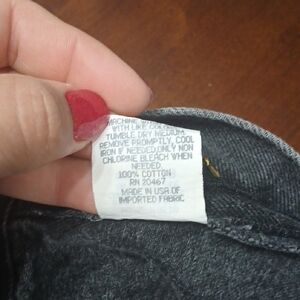 MACHINE
WITH LIKE COLORS
TUMBLE DRY MEDIUM
REMOVE PROMPTLY, COOL
IRON IF NEEDED.ONLY NON
CHLORINE BLEACH WHEN
NEEDED.
100% COTTON
RN 20467
MADE IN USA OF
IMPORTED FABRIC